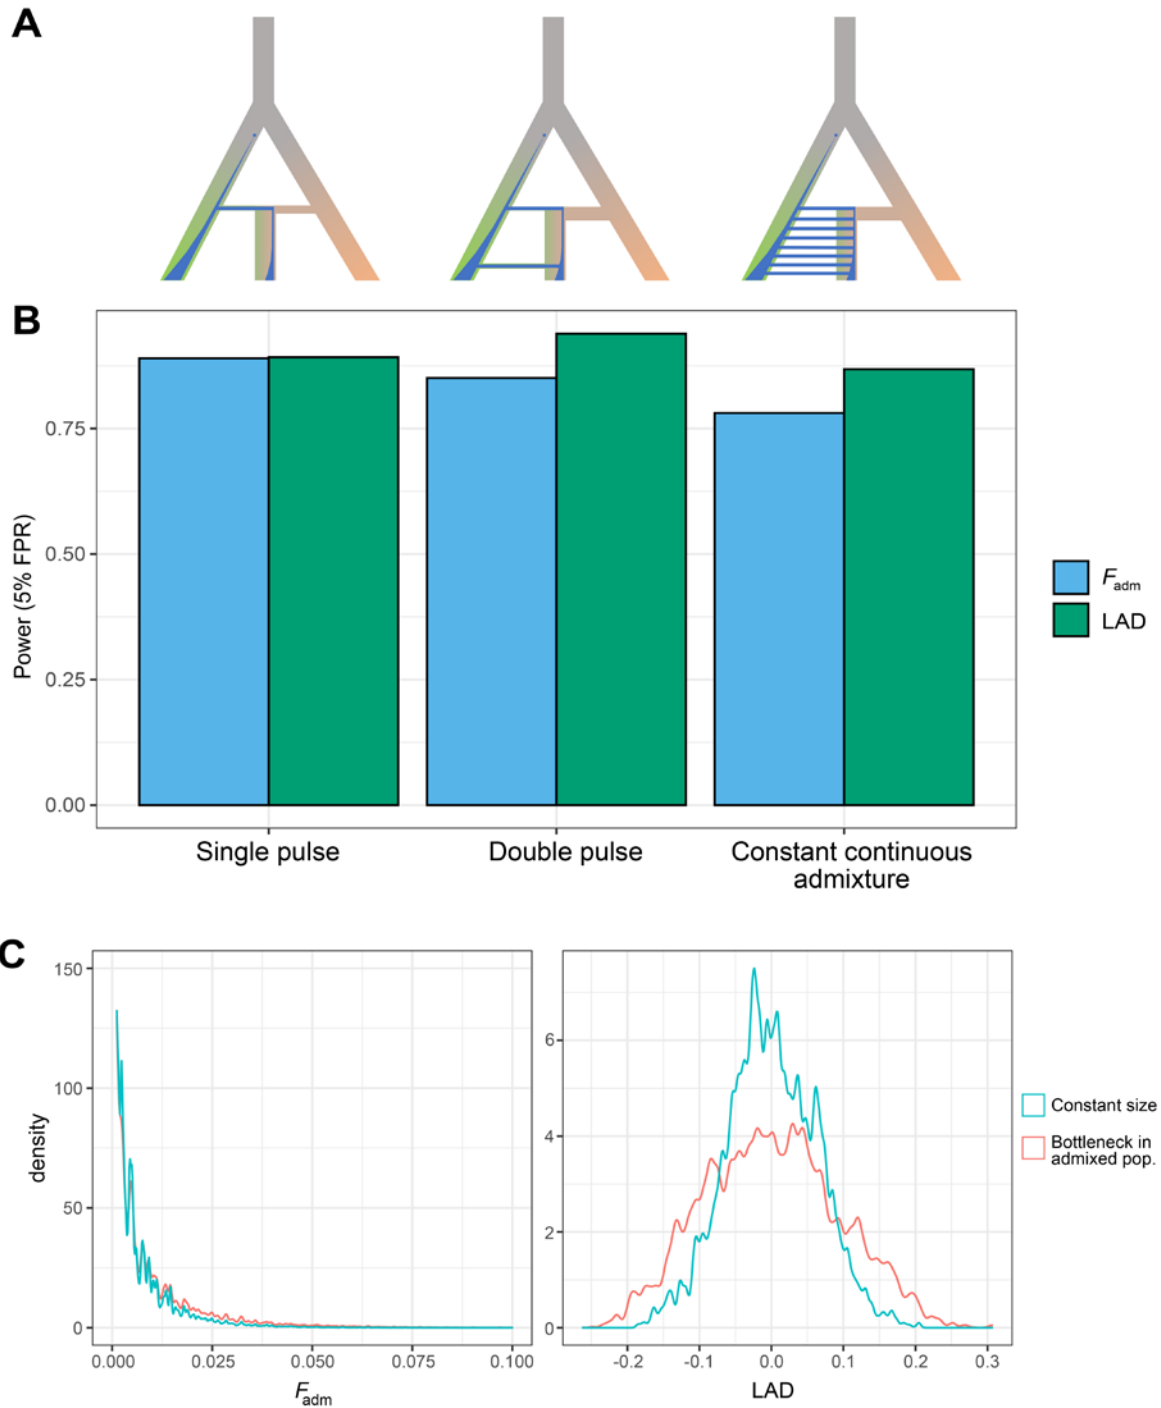 A
B
Power (5% FPR)
0.75
0.50
0.25
0.00
Single pulse
Double pulse
Constant continuous
admixture
Fadm
LAD
C
density
150
100
50
0
0.000
0.025
0.050
0.075
0.100
Fadm
6
4
2
0
-0.2
-0.1
0.0
0.1
0.2
0.3
LAD
Constant size
Bottleneck in
admixed pop.